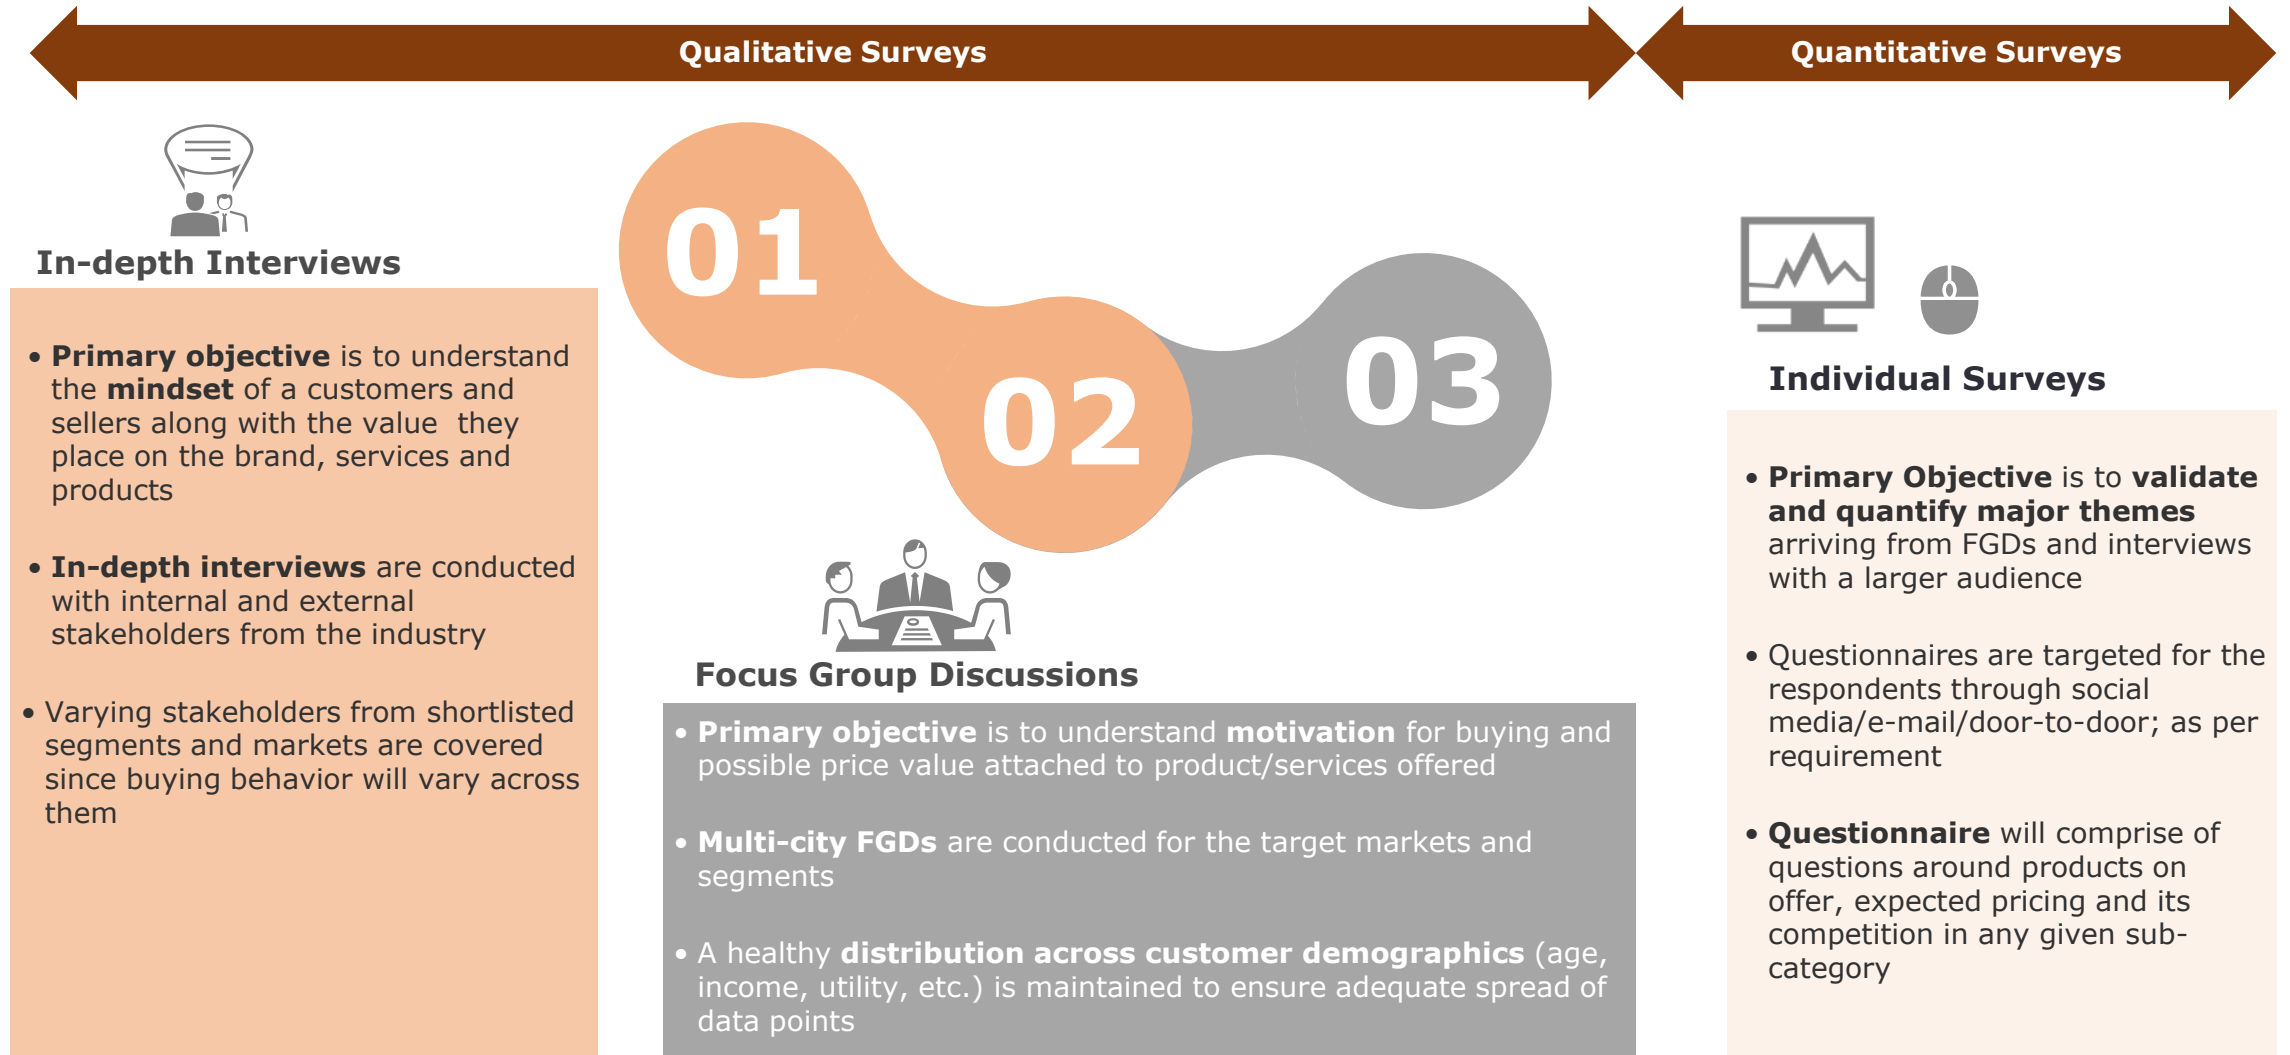 Qualitative Surveys
Quantitative Surveys
In-depth Interviews
• Primary objective is to understand
the mindset of a customers and
sellers along with the value  they
place on the brand, services and
products
• In-depth interviews are conducted
with internal and external
stakeholders from the industry
• Varying stakeholders from shortlisted
segments and markets are covered
since buying behavior will vary across
them
01
02
03
Focus Group Discussions
• Primary objective is to understand motivation for buying and
possible price value attached to product/services offered
• Multi-city FGDs are conducted for the target markets and
segments
• A healthy distribution across customer demographics (age,
income, utility, etc.) is maintained to ensure adequate spread of
data points
Individual Surveys
• Primary Objective is to validate
and quantify major themes
arriving from FGDs and interviews
with a larger audience
• Questionnaires are targeted for the
respondents through social
media/e-mail/door-to-door; as per
requirement
• Questionnaire will comprise of
questions around products on
offer, expected pricing and its
competition in any given sub-
category